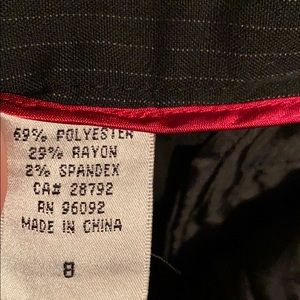 69% POLYESTER
29% RAYON
2% SPANDEX
CA# 28792
RN 96092
MADE IN CHINA
8